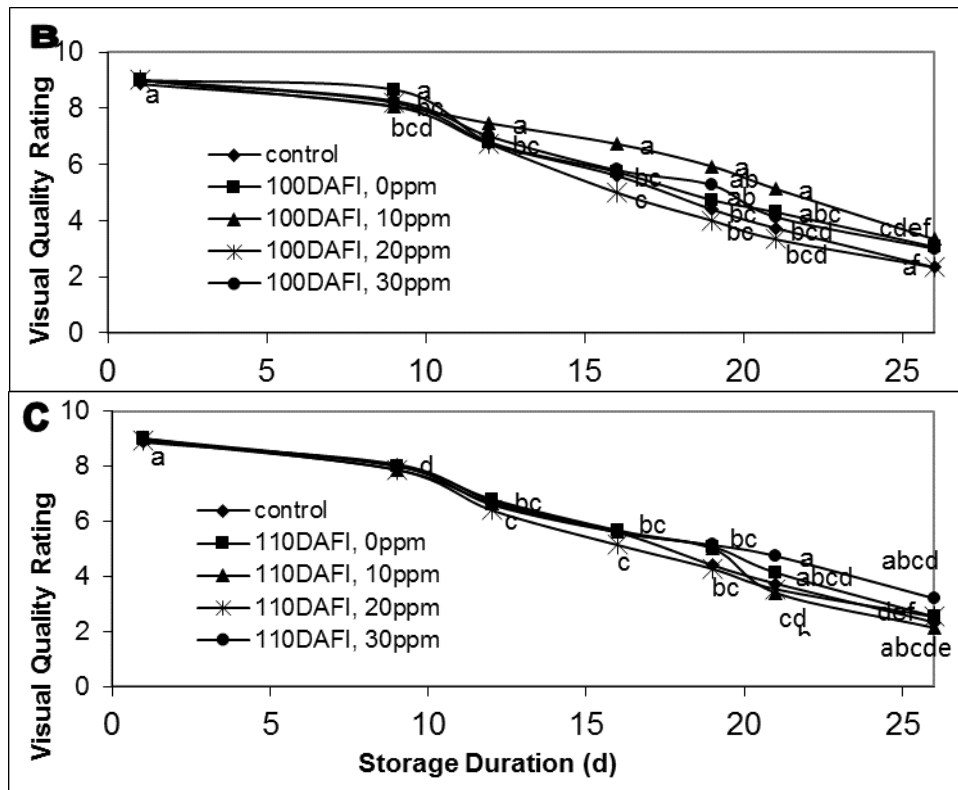 B
10
8
6
4
2
0
Visual Quality Rating
a
a
bc
bcd
a
bc
a
bc
c
a
ab
ab
bc
bc
a
abc
bcd
bcd
cdef
af
control
100DAFI, 0ppm
100DAFI, 10ppm
100DAFI, 20ppm
100DAFI, 30ppm
0 5 10 15 20 25
C
10
8
6
4
2
0
Visual Quality Rating
a
d
bc
c
bc
c
bc
bc
a
abcd
cd
abcd
def
abcde
control
110DAFI, 0ppm
110DAFI, 10ppm
110DAFI, 20ppm
110DAFI, 30ppm
0 5 10 15 20 25
Storage Duration (d)